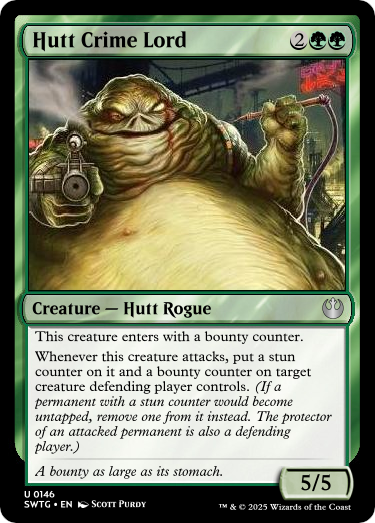 Hutt Crime Lord 2
Creature — Hutt Rogue
This creature enters with a bounty counter.
Whenever this creature attacks, put a stun
counter on it and a bounty counter on target
creature defending player controls. (If a
permanent with a stun counter would become
untapped, remove one from it instead. The protector
of an attacked permanent is also a defending
player.)
A bounty as large as its stomach.
5/5
U 0146
SWTG • EN Scott Purdy
™ & © 2025 Wizards of the Coast